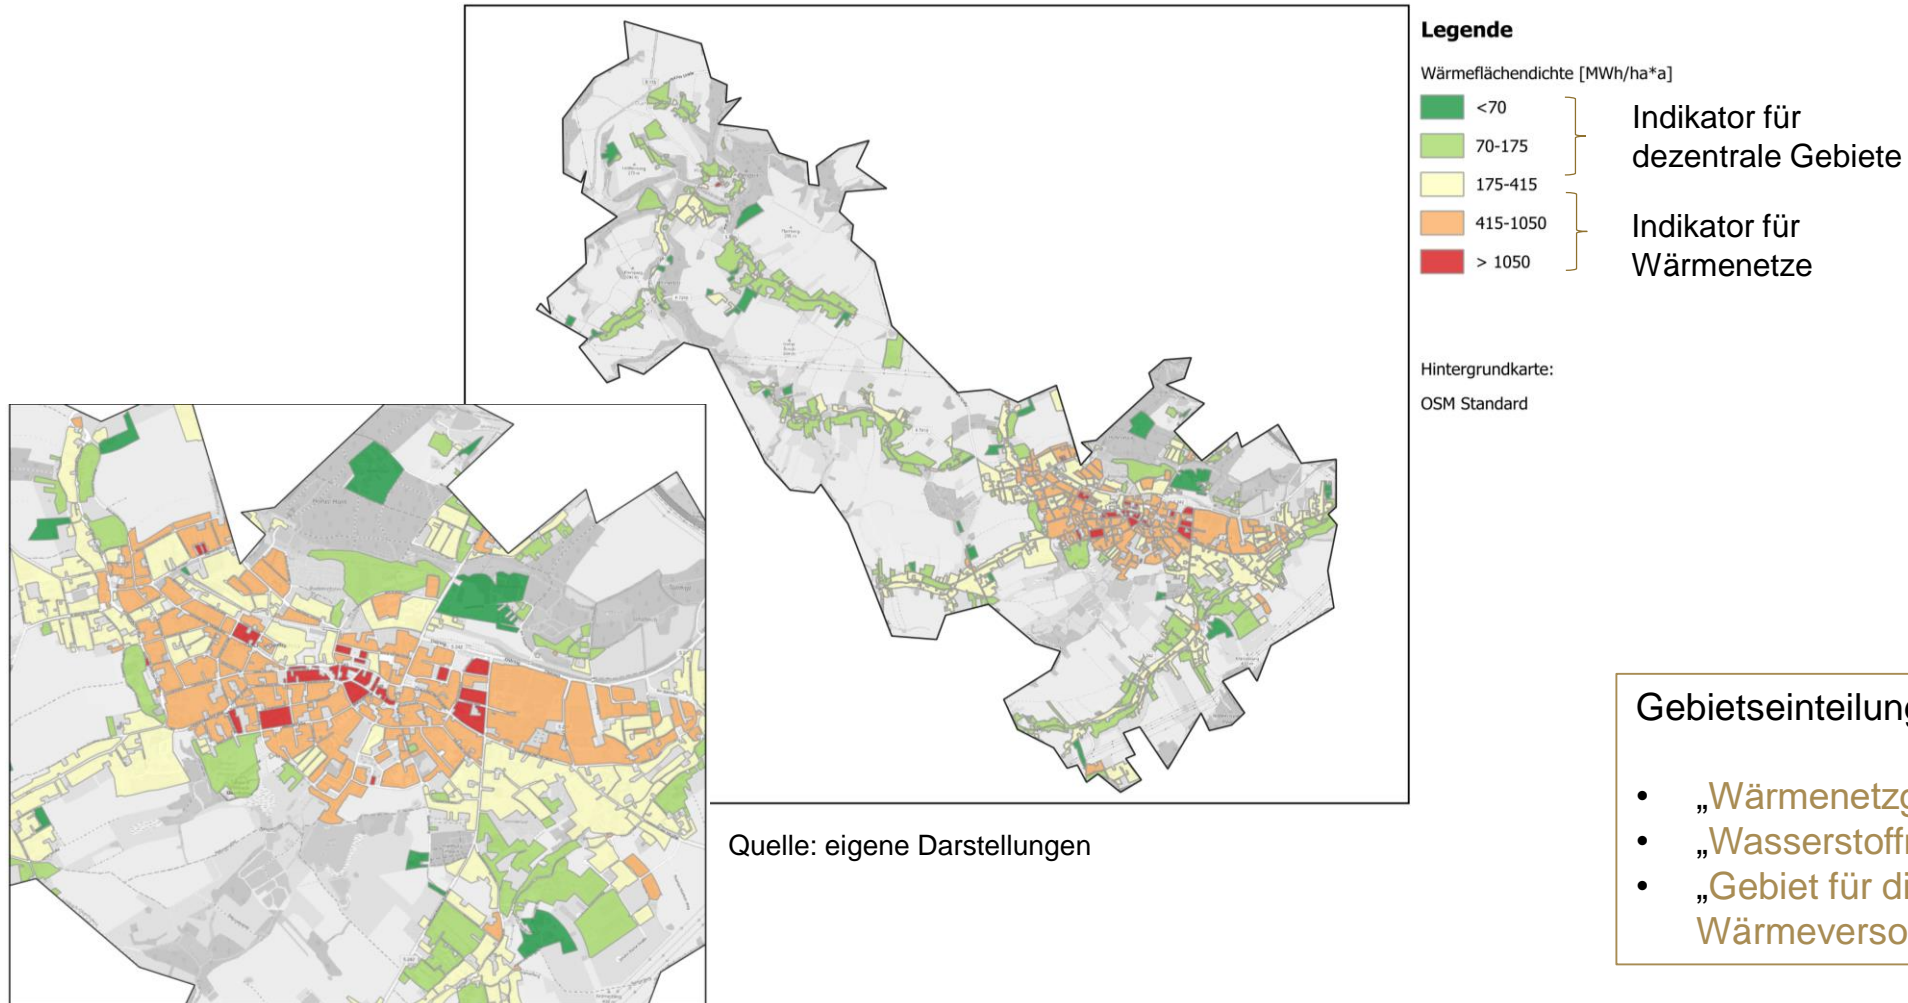 Legende
Wärmeflächendichte [MWh/ha*a]
<70
70-175
175-415
415-1050
> 1050
Indikator für
dezentrale Gebiete
Indikator für
Wärmenetze
Hintergrundkarte:
OSM Standard
Quelle: eigene Darstellungen
Gebietseinteilung
• „Wärmenetzg
• „Wasserstoffn
• „Gebiet für di
Wärmeverso